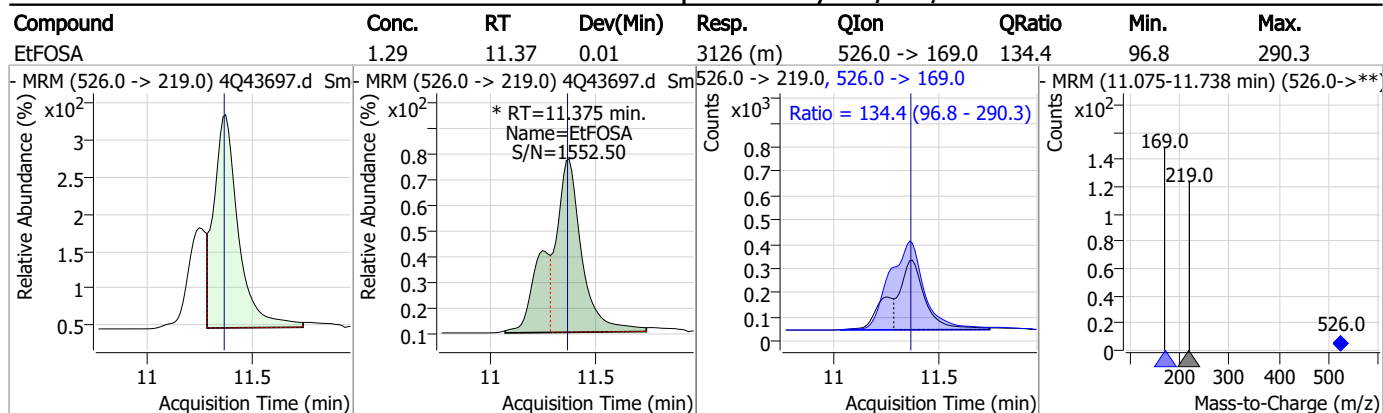 Compound Conc. RT Dev(Min) Resp. QIon QRatio Min. Max.
EtFOSA 1.29 11.37 0.01 3126 (m) 526.0 -> 169.0 134.4 96.8 290.3
- MRM (526.0 -> 219.0) 4Q43697.d Sm
x10²
3
2.5
2
1.5
1
0.5
Relative Abundance (%)
11 11.5
Acquisition Time (min)
- MRM (526.0 -> 219.0) 4Q43697.d Sm
x10²
* RT=11.375 min.
Name=EtFOSA
S/N=1552.50
0.8
0.7
0.6
0.5
0.4
0.3
0.2
0.1
Relative Abundance (%)
11 11.5
Acquisition Time (min)
526.0 -> 219.0, 526.0 -> 169.0
x10³
Ratio = 134.4 (96.8 - 290.3)
0.8
0.7
0.6
0.5
0.4
0.3
0.2
0.1
0
Counts
11 11.5
Acquisition Time (min)
- MRM (11.075-11.738 min) (526.0->**)
x10²
169.0
219.0
526.0
1.4
1.2
1
0.8
0.6
0.4
0.2
0
Counts
200 300 400 500
Mass-to-Charge (m/z)